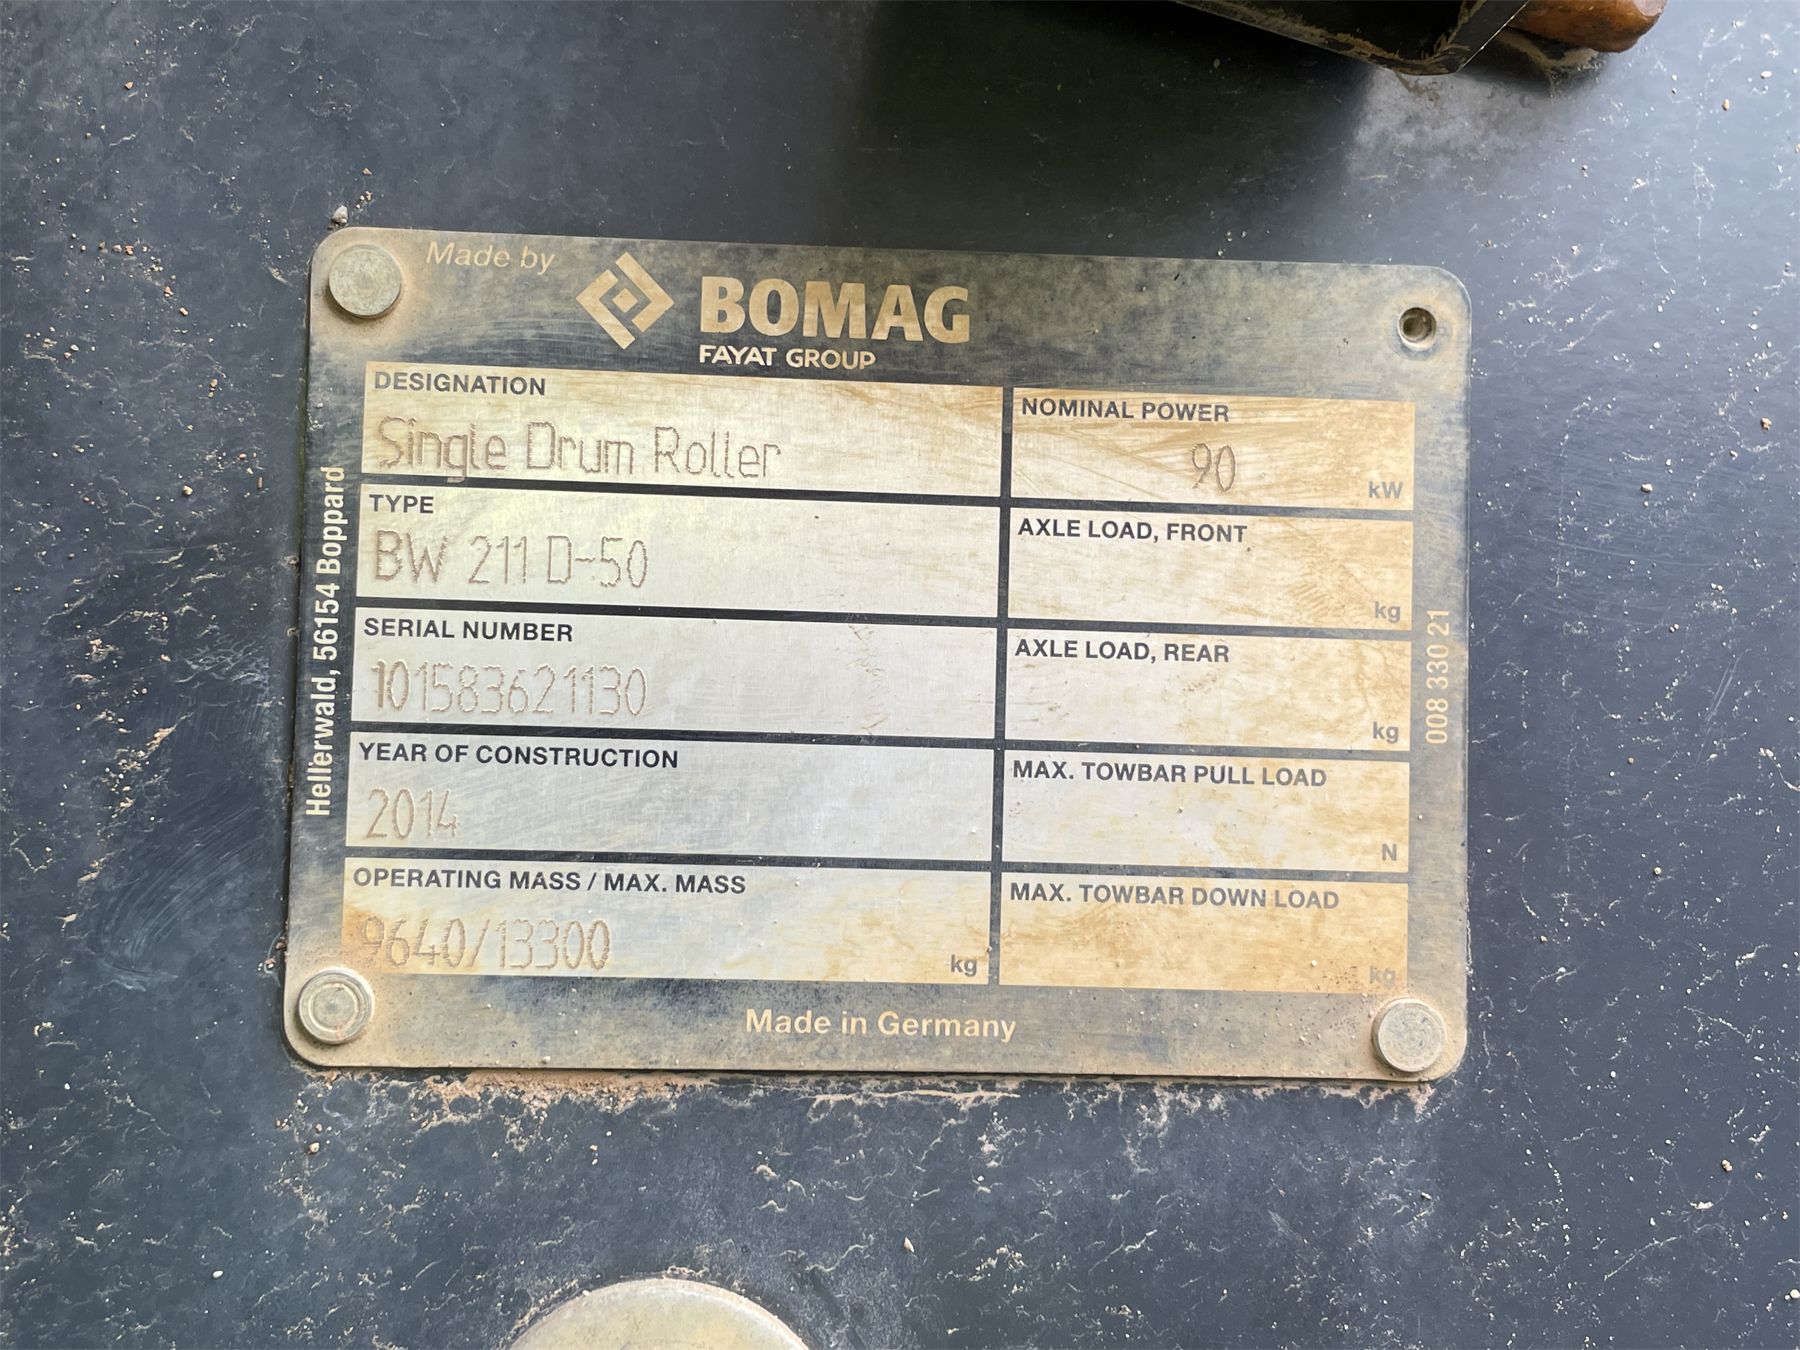 Made by
BOMAG
FAYAT GROUP
DESIGNATION
Single Drum Roller
NOMINAL POWER
90
kW
TYPE
BW 211 D-50
AXLE LOAD, FRONT
kg
SERIAL NUMBER
101583621130
AXLE LOAD, REAR
kg
YEAR OF CONSTRUCTION
2014
MAX. TOWBAR PULL LOAD
N
OPERATING MASS / MAX. MASS
9640/13300
kg
MAX. TOWBAR DOWN LOAD
kg
Made in Germany
Hellerwald, 56154 Boppard
008 330 21